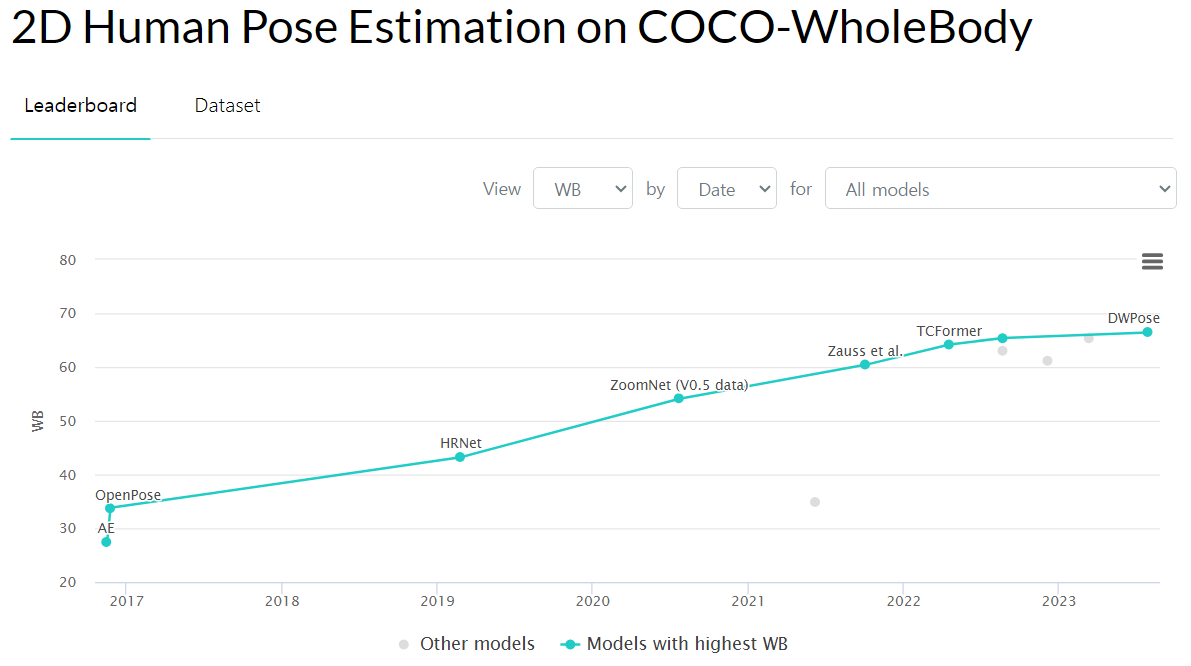 2D Human Pose Estimation on COCO-WholeBody
Leaderboard Dataset
View WB by Date for All models
80
70
60
50
40
30
20
WB
OpenPose
AE
HRNet
ZoomNet (V0.5 data)
Zauss et al.
TCFormer
DWPose
2017 2018 2019 2020 2021 2022 2023
Other models Models with highest WB